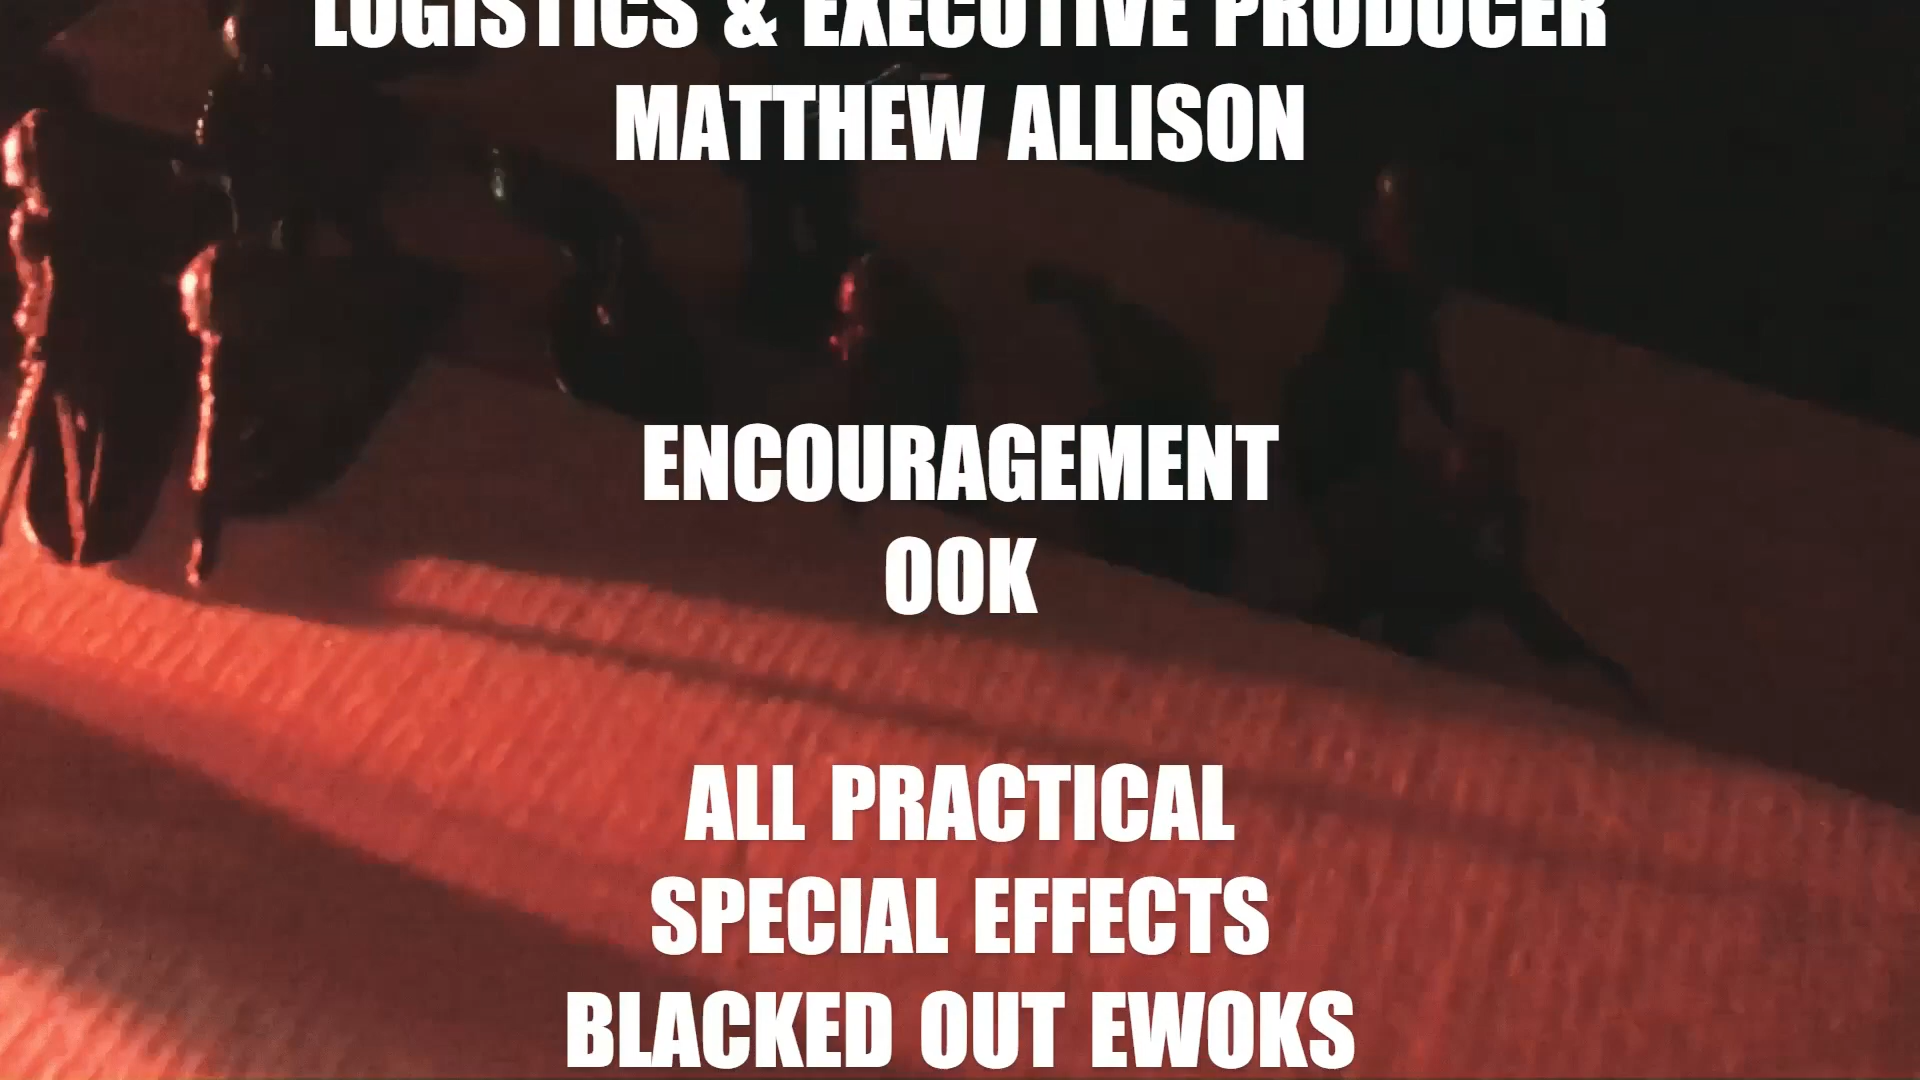 LOGISTICS & EXECUTIVE PRODUCER
MATTHEW ALLISON
ENCOURAGEMENT
OOK
ALL PRACTICAL
SPECIAL EFFECTS
BLACKED OUT EWOKS